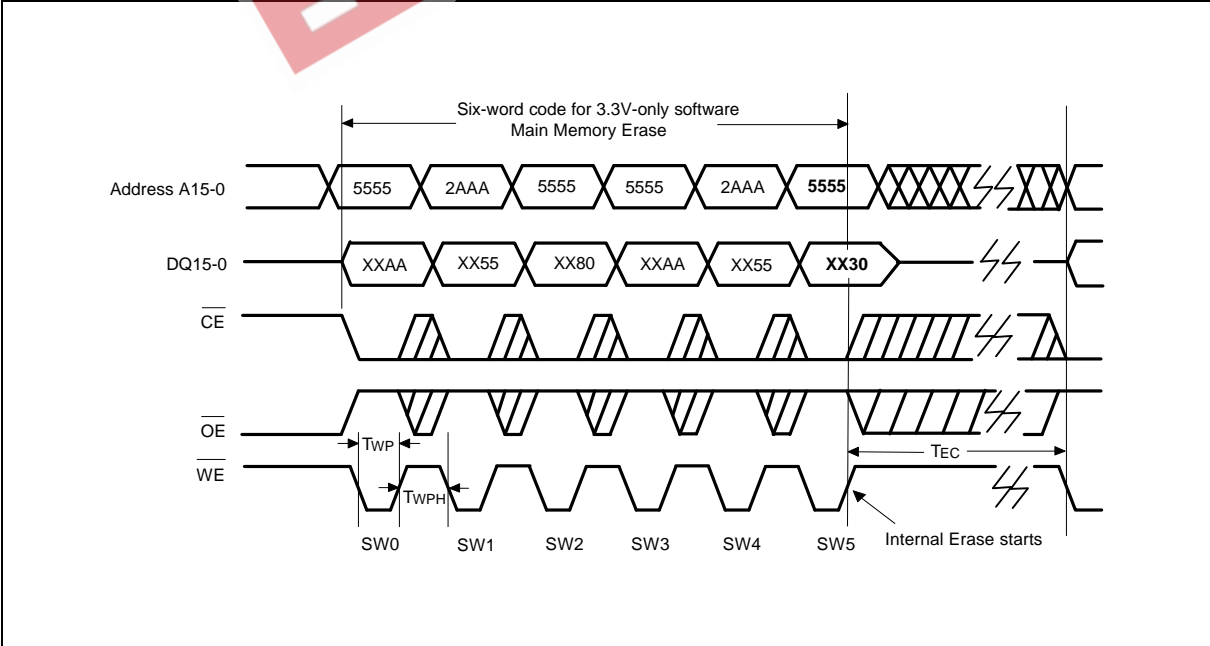 Six-word code for 3.3V-only software
Main Memory Erase
Address A15-0
5555 2AAA 5555 5555 2AAA 5555
DQ15-0
XXAA XX55 XX80 XXAA XX55 XX30
CE
OE
TWP
TEC
WE
TWPH
SW0 SW1 SW2 SW3 SW4 SW5
Internal Erase starts